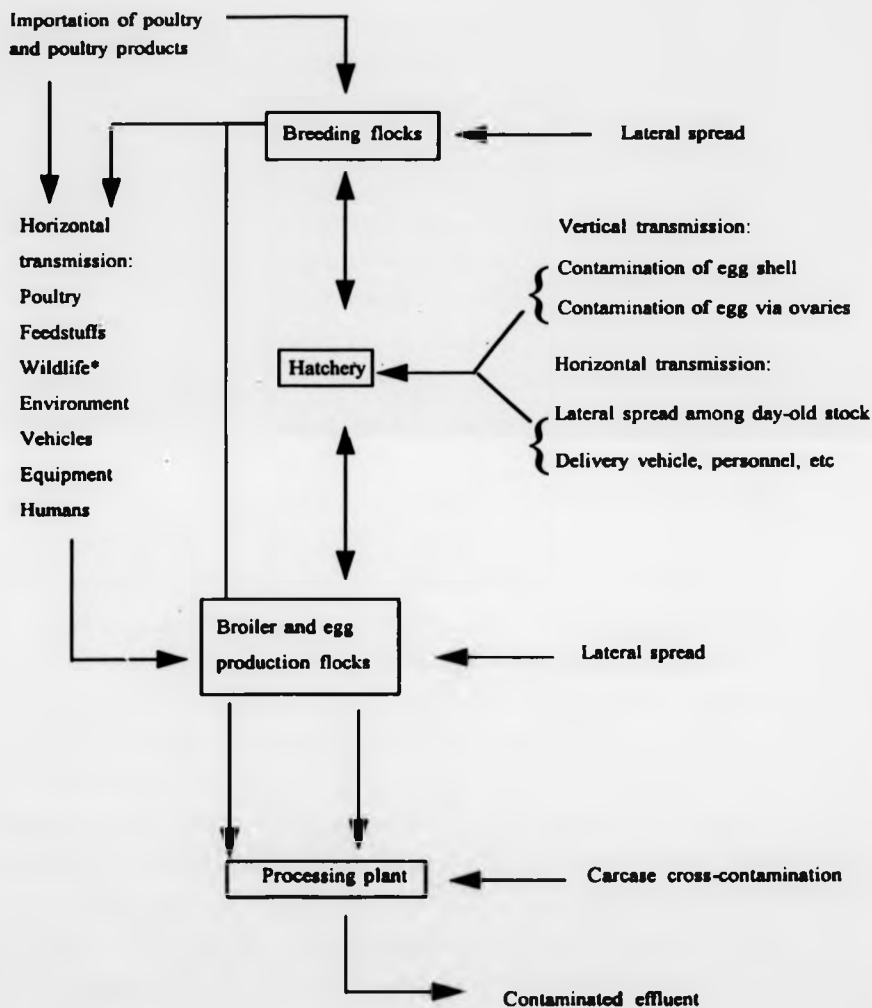 Importation of poultry
and poultry products
Breeding flocks
Lateral spread
Horizontal
transmission:
Poultry
Feedstuffs
Wildlife*
Environment
Vehicles
Equipment
Humans
Vertical transmission:
Contamination of egg shell
Contamination of egg via ovaries
Hatchery
Horizontal transmission:
Lateral spread among day-old stock
Delivery vehicle, personnel, etc
Broiler and egg
production flocks
Lateral spread
Processing plant
Carcase cross-contamination
Contaminated effluent